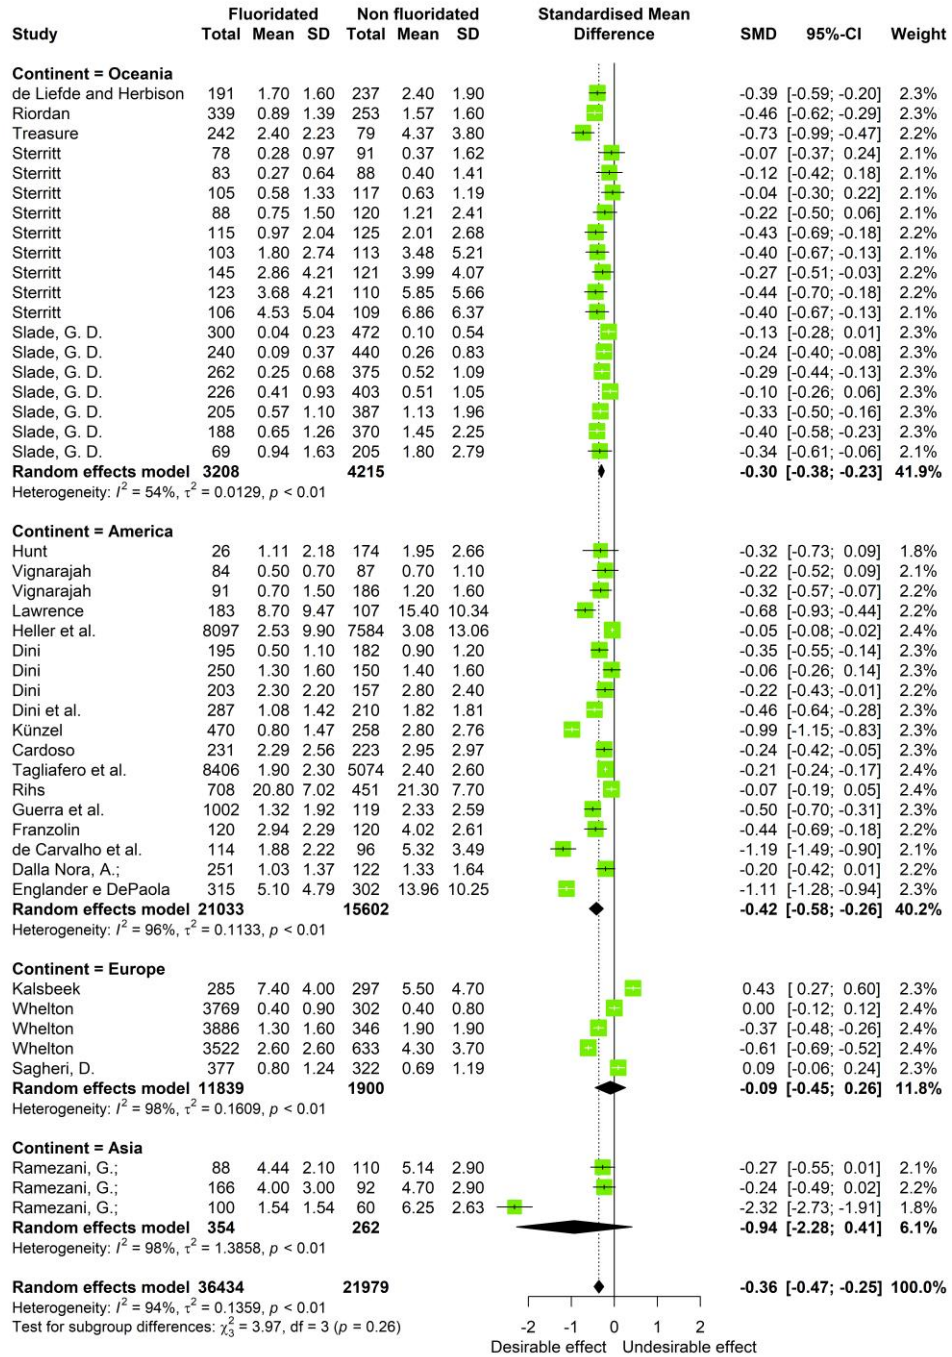 Fluoridated Non fluoridated Standardised Mean
Study Total Mean SD Total Mean SD Difference SMD 95%-CI Weight
Continent = Oceania
de Liefde and Herbison 191 1.70 1.60 237 2.40 1.90 -0.39 [-0.59; -0.20] 2.3%
Riordan 339 0.89 1.39 253 1.57 1.60 -0.46 [-0.62; -0.29] 2.3%
Treasure 242 2.40 2.23 79 4.37 3.80 -0.73 [-0.99; -0.47] 2.2%
Sterritt 78 0.28 0.97 91 0.37 1.62 -0.07 [-0.37; 0.24] 2.1%
Sterritt 83 0.27 0.64 88 0.40 1.41 -0.12 [-0.42; 0.18] 2.1%
Sterritt 105 0.58 1.33 117 0.63 1.19 -0.04 [-0.30; 0.22] 2.1%
Sterritt 88 0.75 1.50 120 1.21 2.41 -0.22 [-0.50; 0.06] 2.1%
Sterritt 115 0.97 2.04 125 2.01 2.68 -0.43 [-0.69; -0.18] 2.2%
Sterritt 103 1.80 2.74 113 3.48 5.21 -0.40 [-0.67; -0.13] 2.1%
Sterritt 145 2.86 4.21 121 3.99 4.07 -0.27 [-0.51; -0.03] 2.2%
Sterritt 123 3.68 4.21 110 5.85 5.66 -0.44 [-0.70; -0.18] 2.2%
Sterritt 106 4.53 5.04 109 6.86 6.37 -0.40 [-0.67; -0.13] 2.1%
Slade, G. D. 300 0.04 0.23 472 0.10 0.54 -0.13 [-0.28; 0.01] 2.3%
Slade, G. D. 240 0.09 0.37 440 0.26 0.83 -0.24 [-0.40; -0.08] 2.3%
Slade, G. D. 262 0.25 0.68 375 0.52 1.09 -0.29 [-0.44; -0.13] 2.3%
Slade, G. D. 226 0.41 0.93 403 0.51 1.05 -0.10 [-0.26; 0.06] 2.3%
Slade, G. D. 205 0.57 1.10 387 1.13 1.96 -0.33 [-0.50; -0.16] 2.3%
Slade, G. D. 188 0.65 1.26 370 1.45 2.25 -0.40 [-0.58; -0.23] 2.3%
Slade, G. D. 69 0.94 1.63 205 1.80 2.79 -0.34 [-0.61; -0.06] 2.1%
Random effects model 3208 4215 -0.30 [-0.38; -0.23] 41.9%
Heterogeneity: I² = 54%, τ² = 0.0129, p < 0.01
Continent = America
Hunt 26 1.11 2.18 174 1.95 2.66 -0.32 [-0.73; 0.09] 1.8%
Vignarajah 84 0.50 0.70 87 0.70 1.10 -0.22 [-0.52; 0.09] 2.1%
Vignarajah 91 0.70 1.50 186 1.20 1.60 -0.32 [-0.57; -0.07] 2.2%
Lawrence 183 8.70 9.47 107 15.40 10.34 -0.68 [-0.93; -0.44] 2.2%
Heller et al. 8097 2.53 9.90 7584 3.08 13.06 -0.05 [-0.08; -0.02] 2.4%
Dini 195 0.50 1.10 182 0.90 1.20 -0.35 [-0.55; -0.14] 2.2%
Dini 250 1.30 1.60 150 1.40 1.60 -0.06 [-0.26; 0.14] 2.2%
Dini 203 2.30 2.20 157 2.80 2.40 -0.22 [-0.43; -0.01] 2.2%
Dini et al. 287 1.08 1.42 210 1.82 1.81 -0.46 [-0.64; -0.28] 2.3%
Künzel 470 0.80 1.47 258 2.80 2.76 -0.99 [-1.15; -0.83] 2.3%
Cardoso 231 2.29 2.56 223 2.95 2.97 -0.24 [-0.42; -0.05] 2.3%
Tagliafero et al. 8406 1.90 2.30 5074 2.40 2.60 -0.21 [-0.24; -0.17] 2.4%
Rihs 708 20.80 7.02 451 21.30 7.70 -0.07 [-0.19; 0.05] 2.4%
Guerra et al. 1002 1.32 1.92 119 2.33 2.59 -0.50 [-0.70; -0.31] 2.3%
Franzolin 120 2.94 2.29 120 4.02 2.61 -0.44 [-0.69; -0.18] 2.2%
de Carvalho et al. 114 1.88 2.22 96 5.32 3.49 -1.19 [-1.49; -0.90] 2.1%
Dalla Nora, A.; 251 1.03 1.37 122 1.33 1.64 -0.20 [-0.42; 0.01] 2.2%
Englander e DePaola 315 5.10 4.79 302 13.96 10.25 -1.11 [-1.28; -0.94] 2.3%
Random effects model 21033 15602 -0.42 [-0.58; -0.26] 40.2%
Heterogeneity: I² = 96%, τ² = 0.1133, p < 0.01
Continent = Europe
Kalsbeek 285 7.40 4.00 297 5.50 4.70 0.43 [ 0.27; 0.60] 2.3%
Whelton 3769 0.40 0.90 302 0.40 0.80 0.00 [-0.12; 0.12] 2.4%
Whelton 3886 1.30 1.60 346 1.90 1.90 -0.37 [-0.48; -0.26] 2.4%
Whelton 3522 2.60 2.60 633 4.30 3.70 -0.61 [-0.69; -0.52] 2.4%
Sagheri, D. 377 0.80 1.24 322 0.69 1.19 0.09 [-0.06; 0.24] 2.3%
Random effects model 11839 1900 -0.09 [-0.45; 0.26] 11.8%
Heterogeneity: I² = 98%, τ² = 0.1609, p < 0.01
Continent = Asia
Ramezani, G.; 88 4.44 2.10 110 5.14 2.90 -0.27 [-0.55; 0.01] 2.1%
Ramezani, G.; 166 4.00 3.00 92 4.70 2.90 -0.24 [-0.49; 0.02] 2.2%
Ramezani, G.; 100 1.54 1.54 60 6.25 2.63 -2.32 [-2.73; -1.91] 1.8%
Random effects model 354 262 -0.94 [-2.28; 0.41] 6.1%
Heterogeneity: I² = 98%, τ² = 1.3858, p < 0.01
Random effects model 36434 21979 -0.36 [-0.47; -0.25] 100.0%
Heterogeneity: I² = 94%, τ² = 0.1359, p < 0.01
Test for subgroup differences: χ²₃ = 3.97, df = 3 (p = 0.26)
-2 -1 0 1 2
Desirable effect Undesirable effect